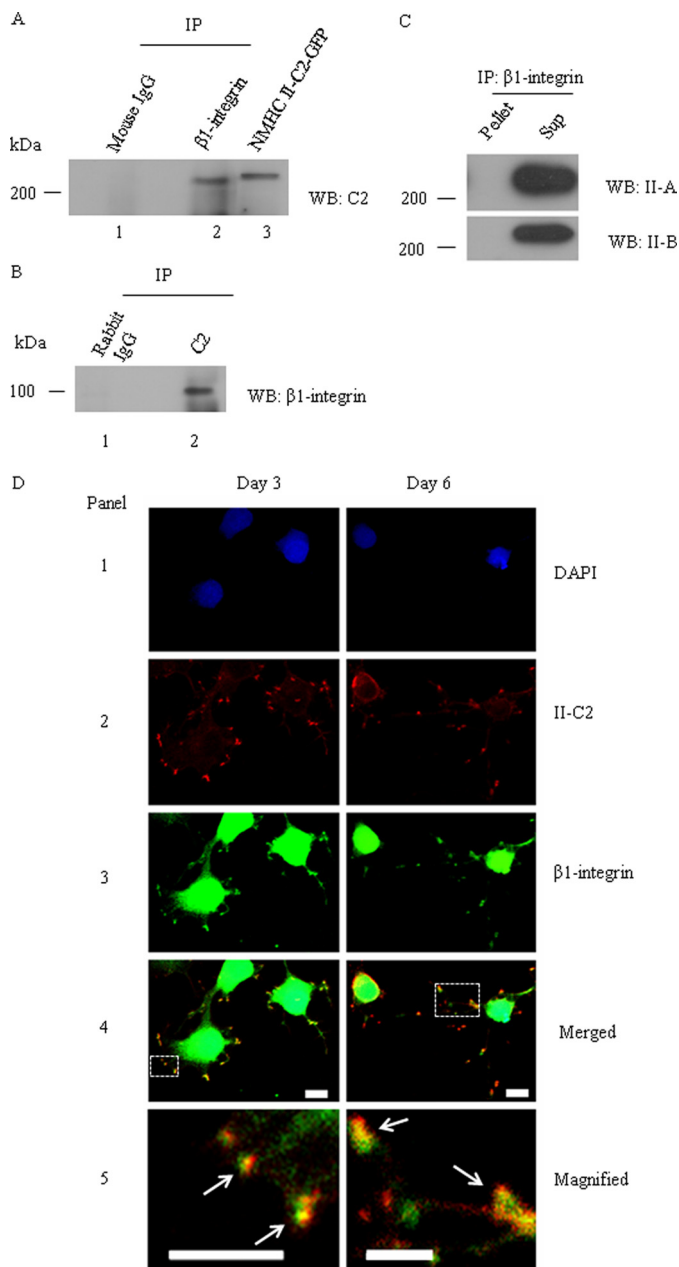 A
IP
Mouse IgG
β1-integrin
NMHC II-C2-GFP
kDa
200
WB: C2
1 2 3
B
IP
kDa
Rabbit
IgG
C2
100
WB: β1-integrin
1 2
C
IP: β1-integrin
Pellet
Sup
200
WB: II-A
200
WB: II-B
D
Day 3 Day 6
Panel
1 DAPI
2 II-C2
3 β1-integrin
4 Merged
5 Magnified